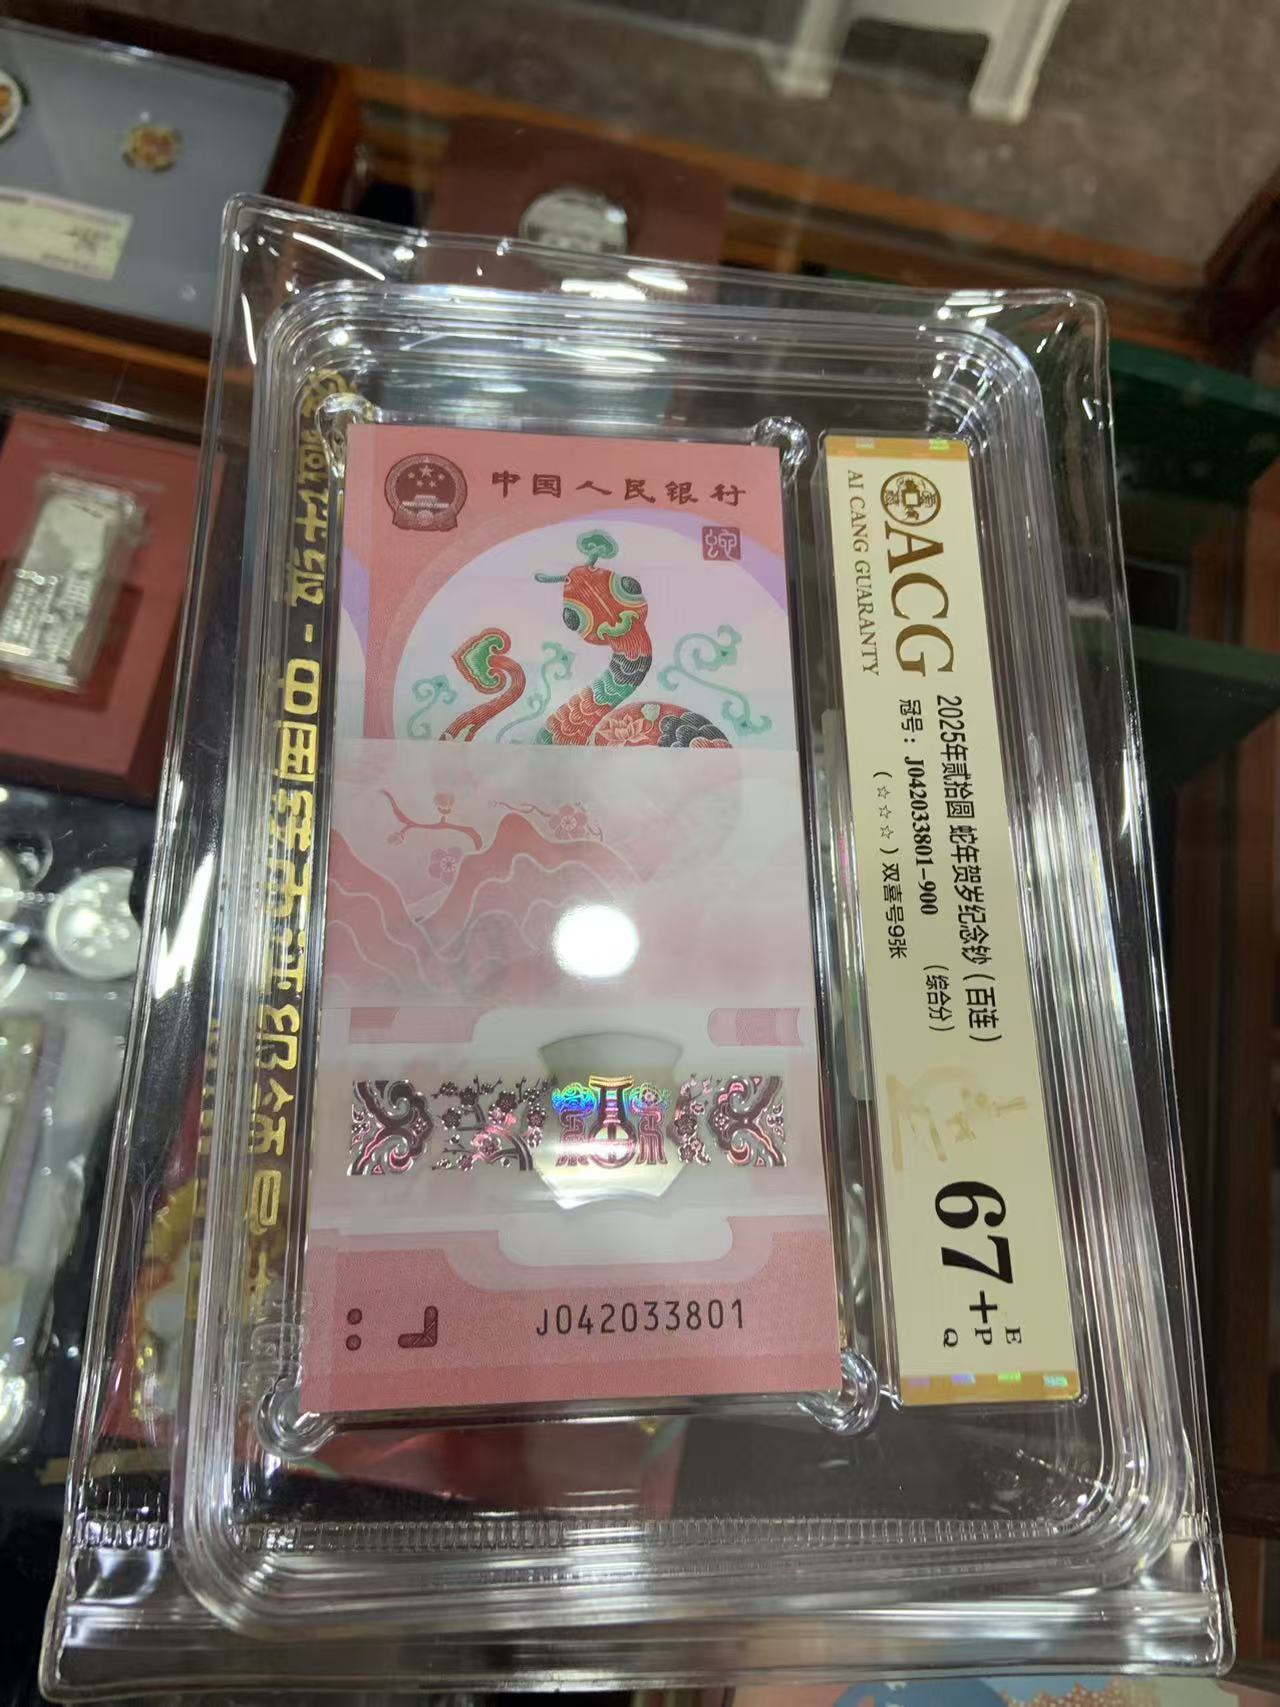 中国人民银行
J042033801
ACG
AI CANG GUARANTY
2025年贰拾圆 蛇年贺岁纪念钞（百连）
冠号：J042033801-900 （综合分）
（☆☆☆）双喜号9张
67+
E
P
Q